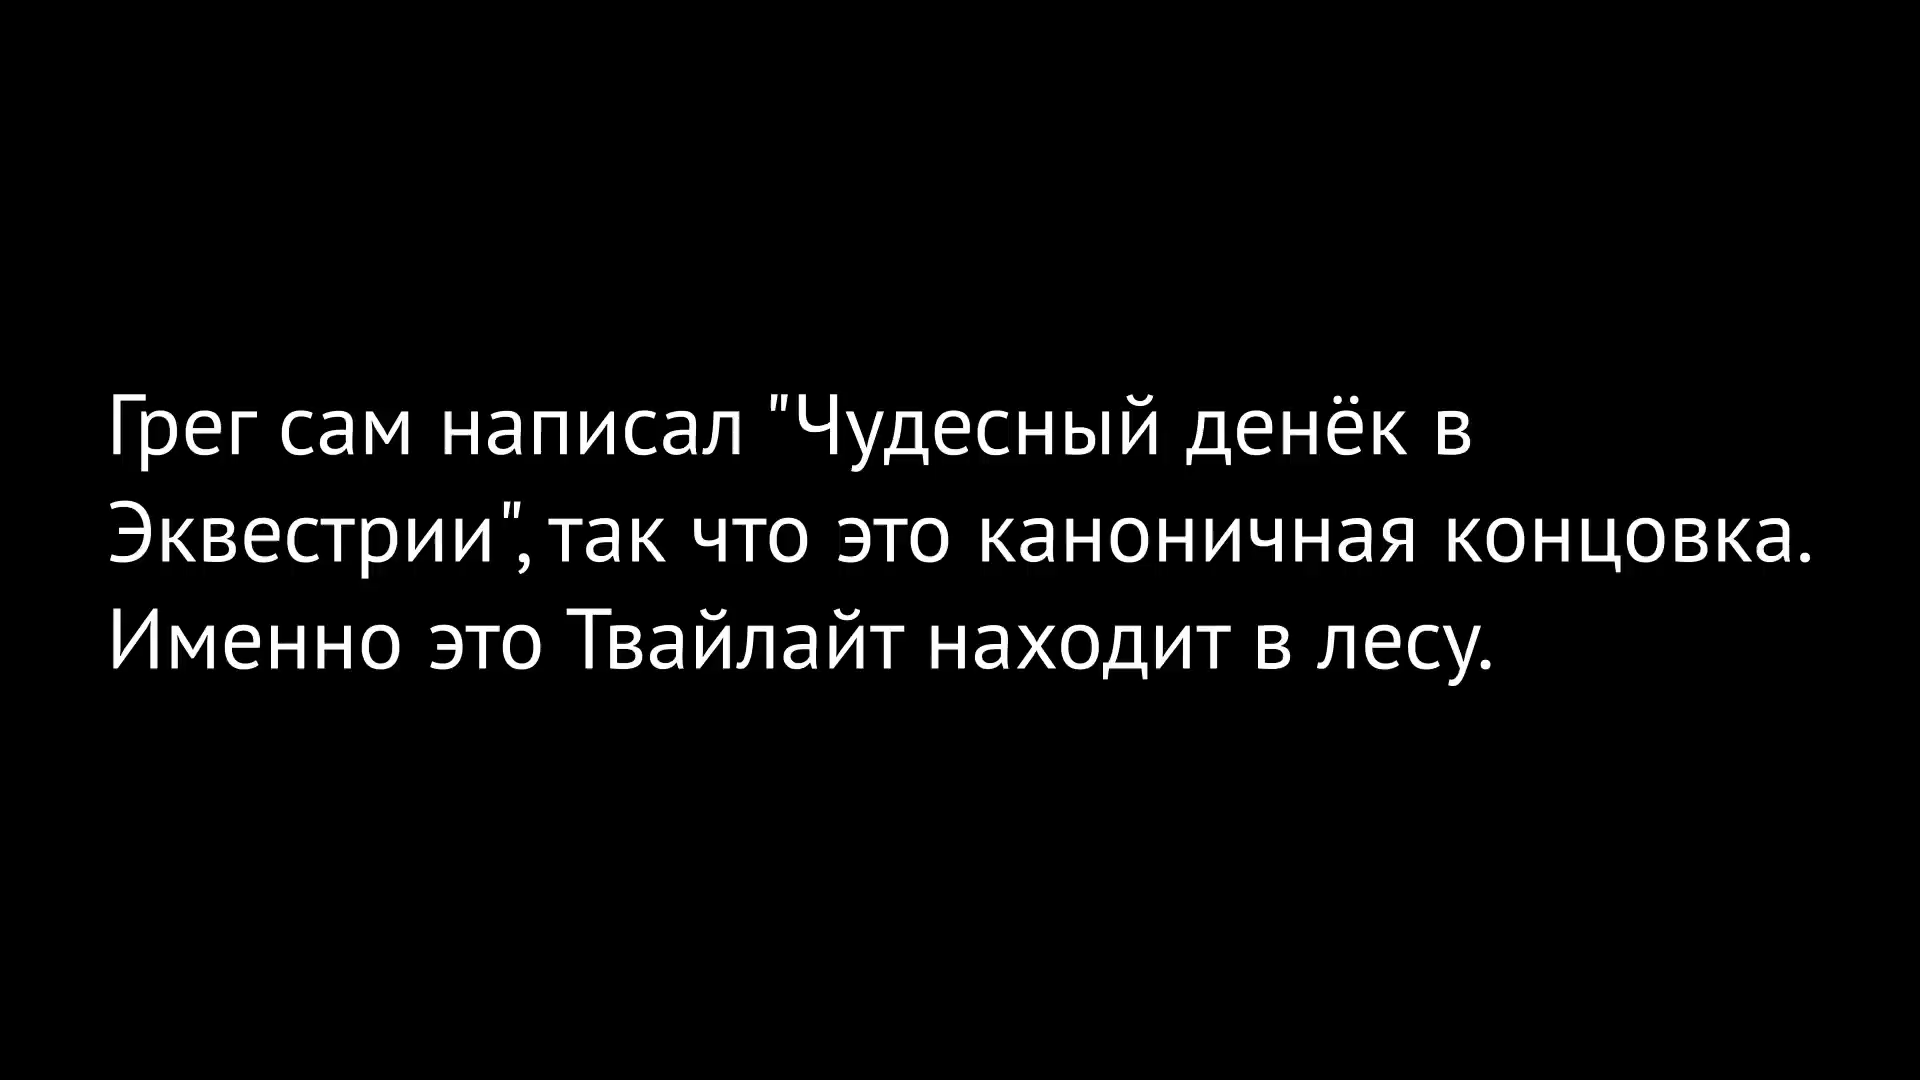 Грег сам написал "Чудесный денёк в
Эквестрии", так что это каноничная концовка.
Именно это Твайлайт находит в лесу.